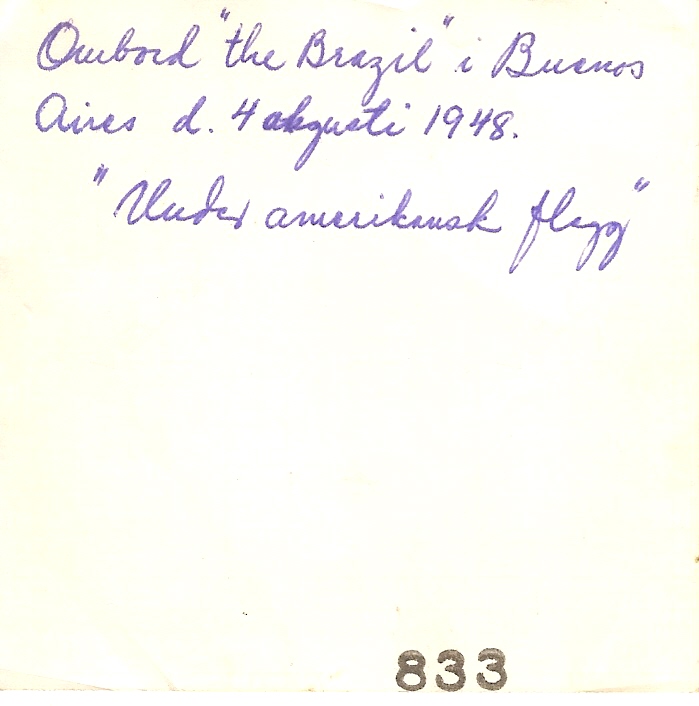 Ombord "the Brazil" i Buenos
Aires d. 4 augusti 1948.
"Under amerikansk flagg"
833